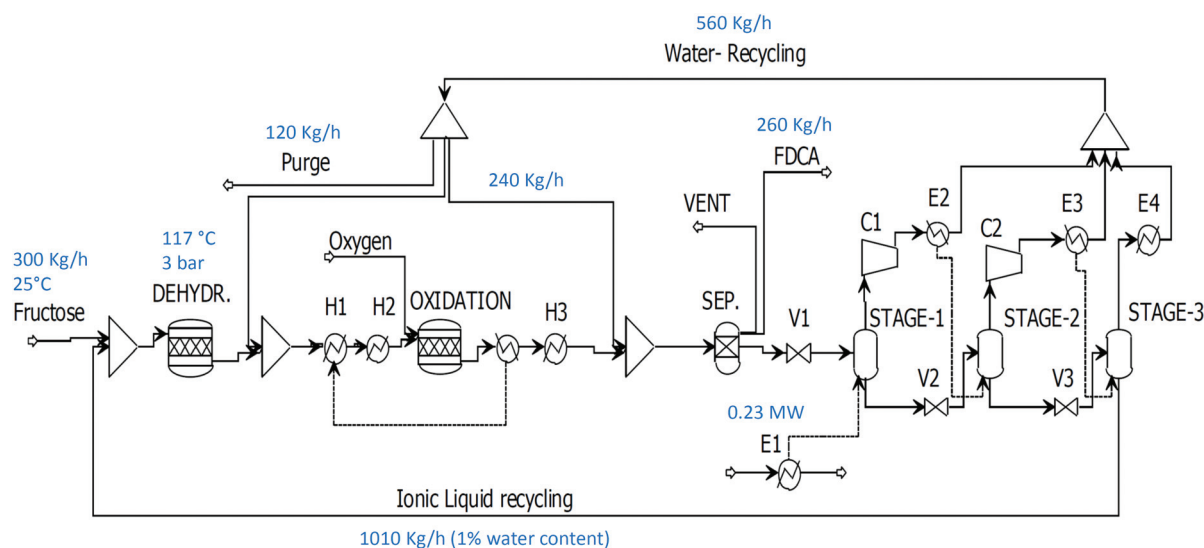 560 Kg/h
Water- Recycling
120 Kg/h
Purge
260 Kg/h
FDCA
240 Kg/h
VENT
E2
E3
E4
C1
C2
117 °C
3 bar
DEHYDR.
Oxygen
300 Kg/h
25°C
Fructose
H1
H2
OXIDATION
H3
SEP.
V1
STAGE-1
STAGE-2
STAGE-3
V2
V3
0.23 MW
E1
Ionic Liquid recycling
1010 Kg/h (1% water content)